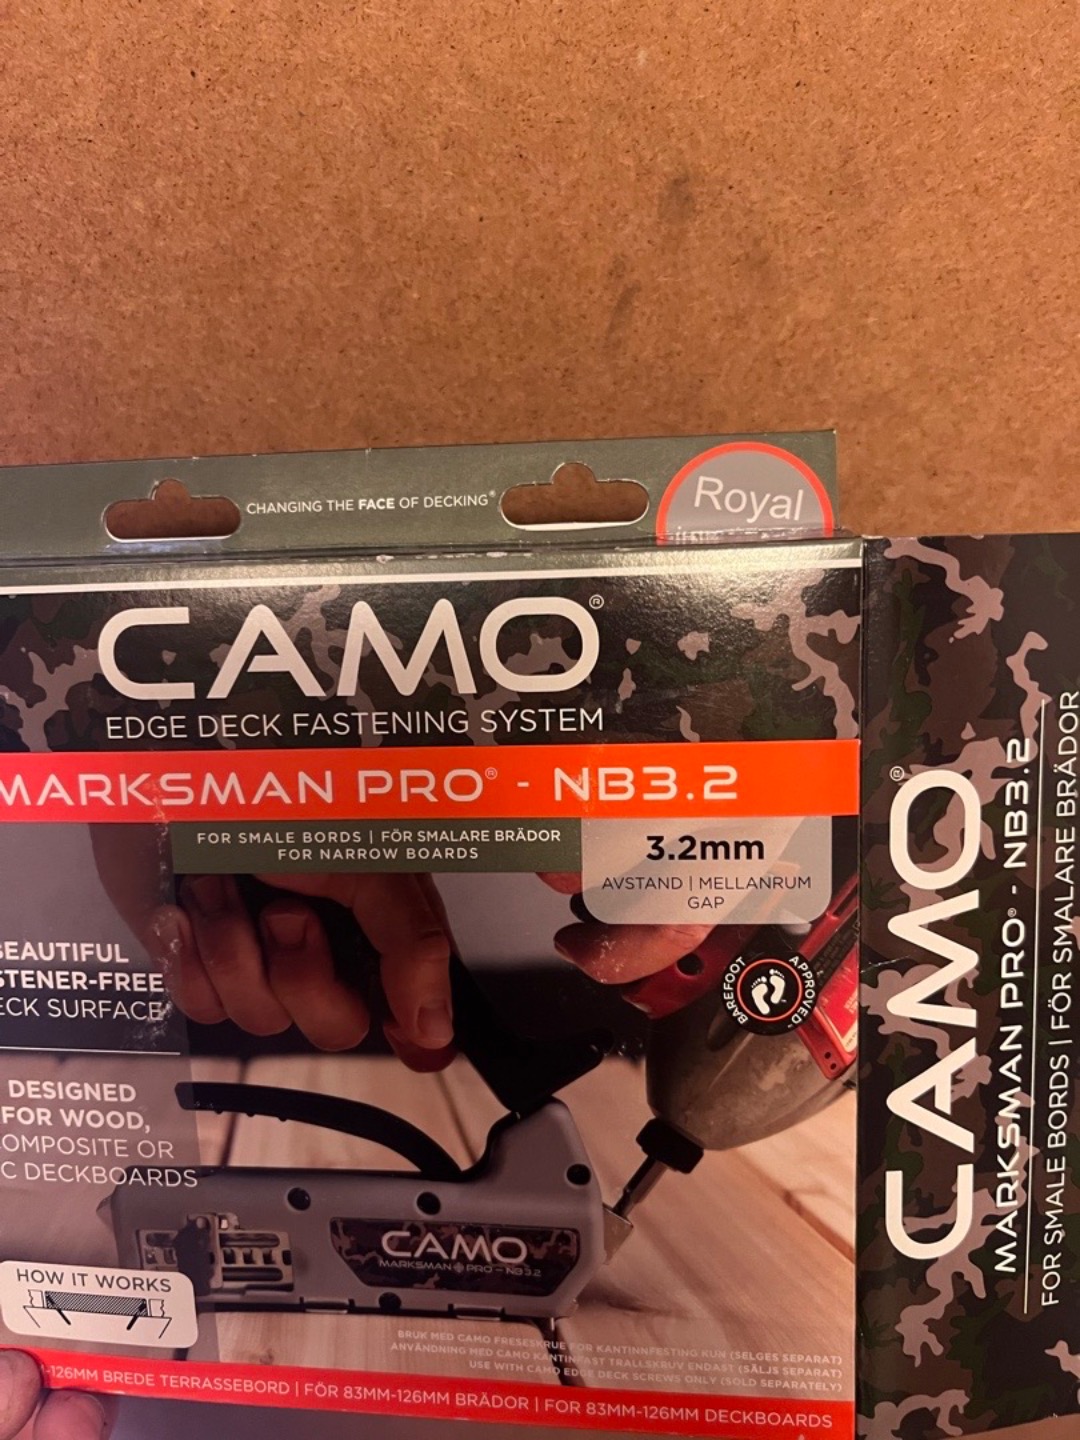 CHANGING THE FACE OF DECKING®
Royal
CAMO®
EDGE DECK FASTENING SYSTEM
MARKSMAN PRO® - NB3.2
FOR SMALE BORDS | FÖR SMALARE BRÄDOR
FOR NARROW BOARDS
3.2mm
AVSTAND | MELLANRUM
GAP
BEAUTIFUL
STENER-FREE
ECK SURFACE
BAREFOOT APPROVED™
DESIGNED
FOR WOOD,
OMPOSITE OR
C DECKBOARDS
CAMO
MARKSMAN PRO - NB3.2
HOW IT WORKS
BRUK MED CAMO FRESESKRUE FOR KANTINNFESTING KUN (SELGES SEPARAT)
ANVÄNDNING MED CAMO KANTINFÄST TRALLSKRUV ENDAST (SÄLJS SEPARAT)
USE WITH CAMO EDGE DECK SCREWS ONLY (SOLD SEPARATELY)
-126MM BREDE TERRASSEBORD | FÖR 83MM-126MM BRÄDOR | FOR 83MM-126MM DECKBOARDS
CAMO®
MARKSMAN PRO® - NB3.2
FOR SMALE BORDS | FÖR SMALARE BRÄDOR